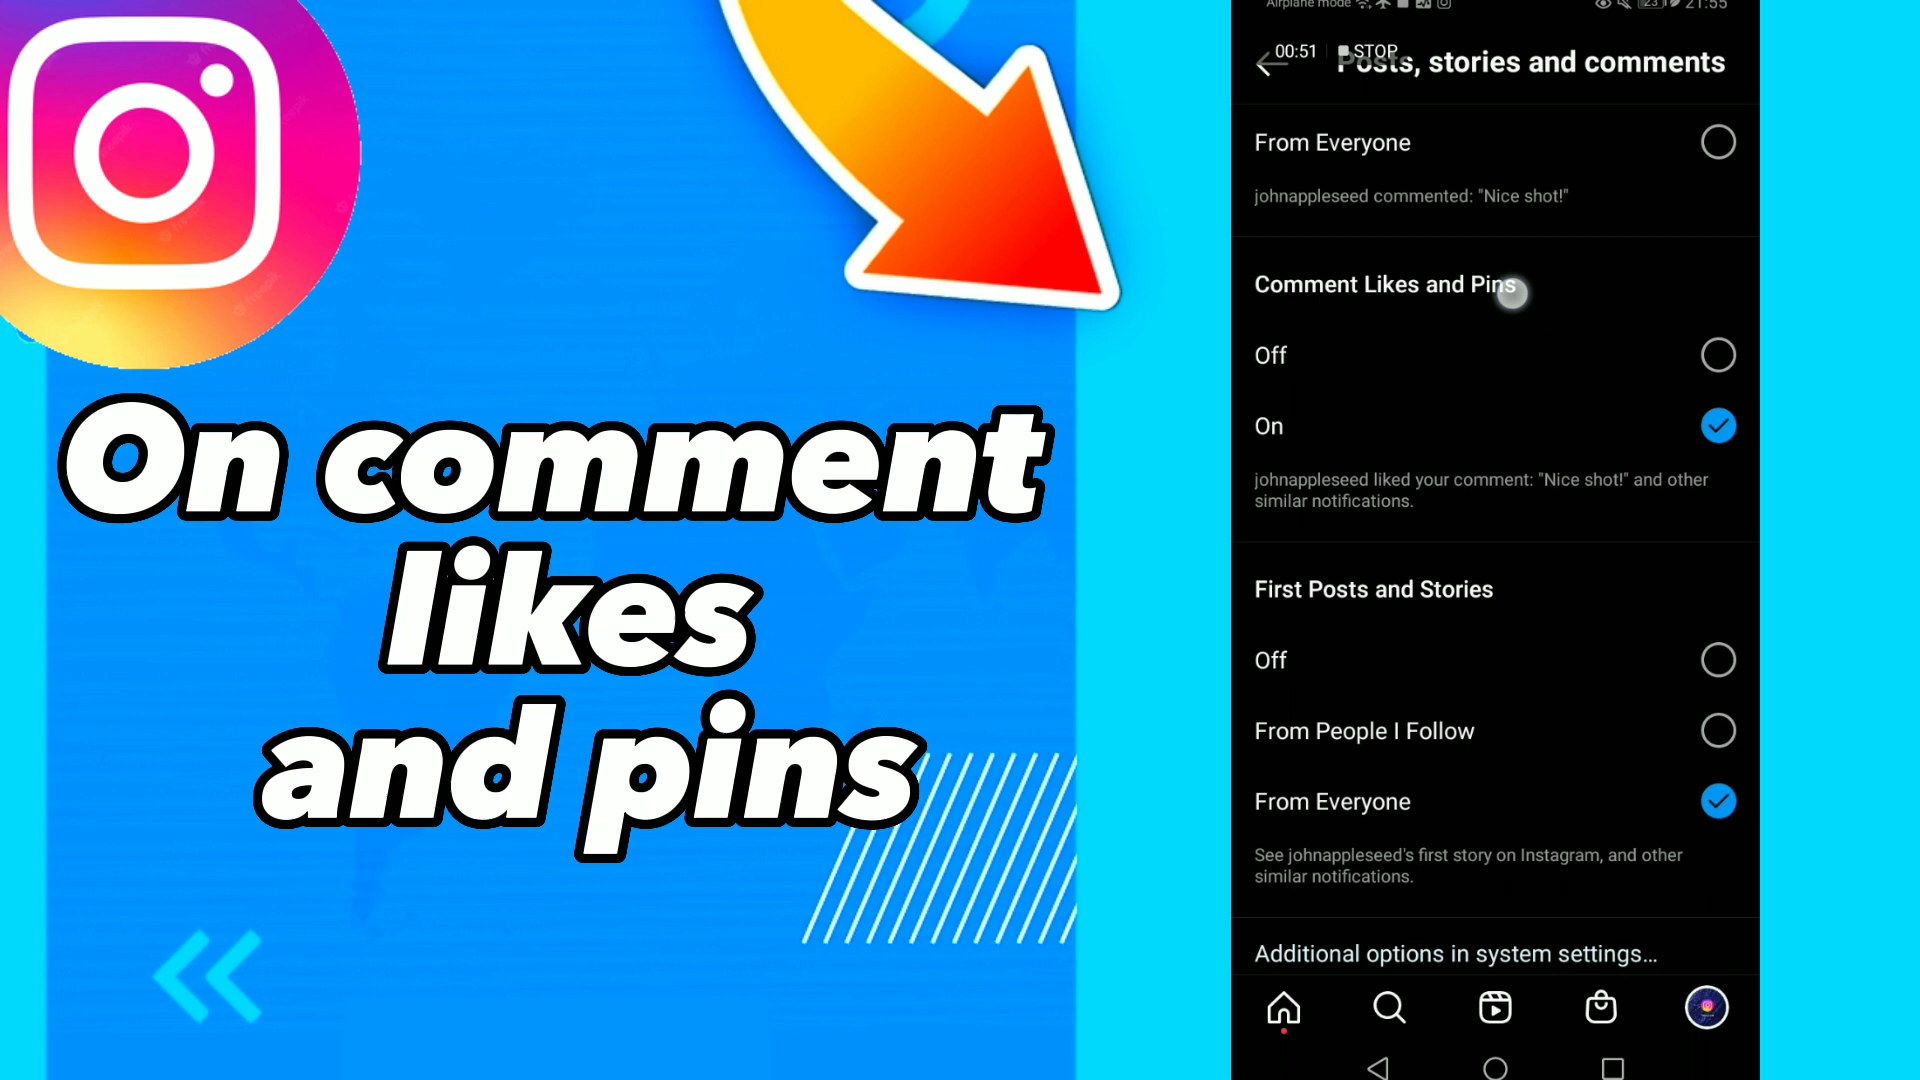 On comment
likes
and pins
Airplane mode 23 21:55
00:51 STOP
Posts, stories and comments
From Everyone
johnappleseed commented: "Nice shot!"
Comment Likes and Pins
Off
On
johnappleseed liked your comment: "Nice shot!" and other
similar notifications.
First Posts and Stories
Off
From People I Follow
From Everyone
See johnappleseed's first story on Instagram, and other
similar notifications.
Additional options in system settings...